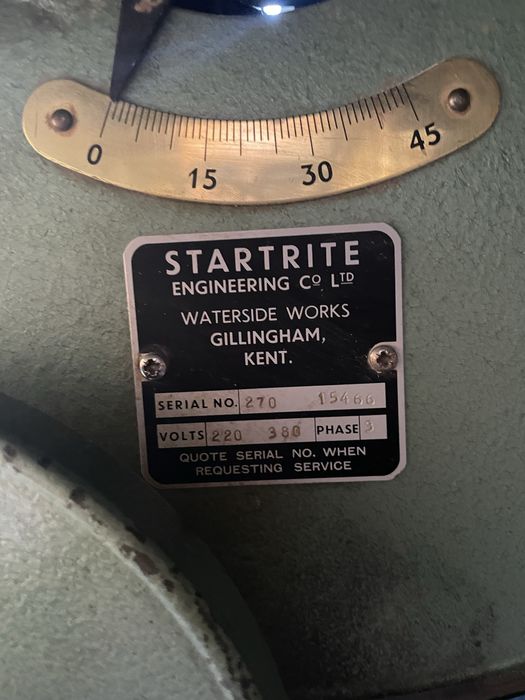 0 15 30 45
STARTRITE
ENGINEERING Cº. LTD
WATERSIDE WORKS
GILLINGHAM,
KENT.
SERIAL NO. 270 15466
VOLTS 220 380 PHASE 3
QUOTE SERIAL NO. WHEN
REQUESTING SERVICE